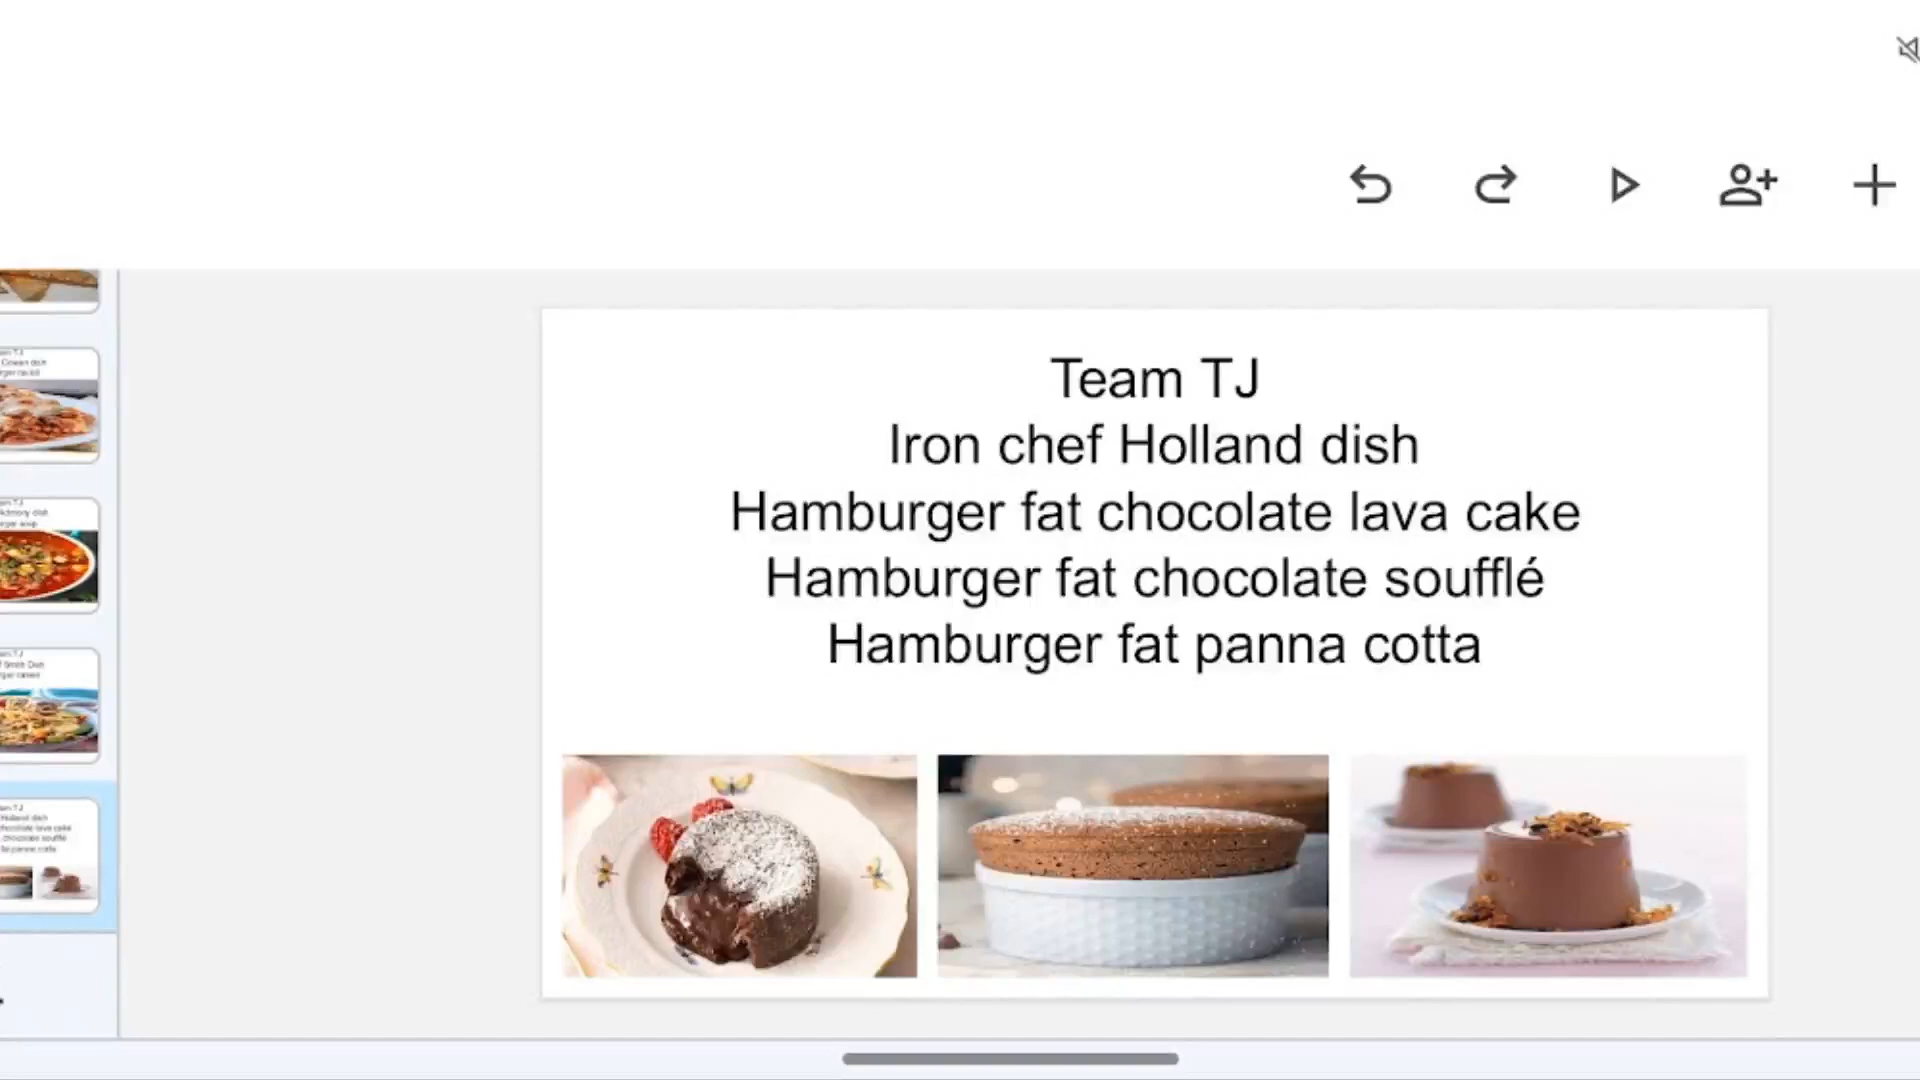 Team TJ
Iron chef Holland dish
Hamburger fat chocolate lava cake
Hamburger fat chocolate soufflé
Hamburger fat panna cotta